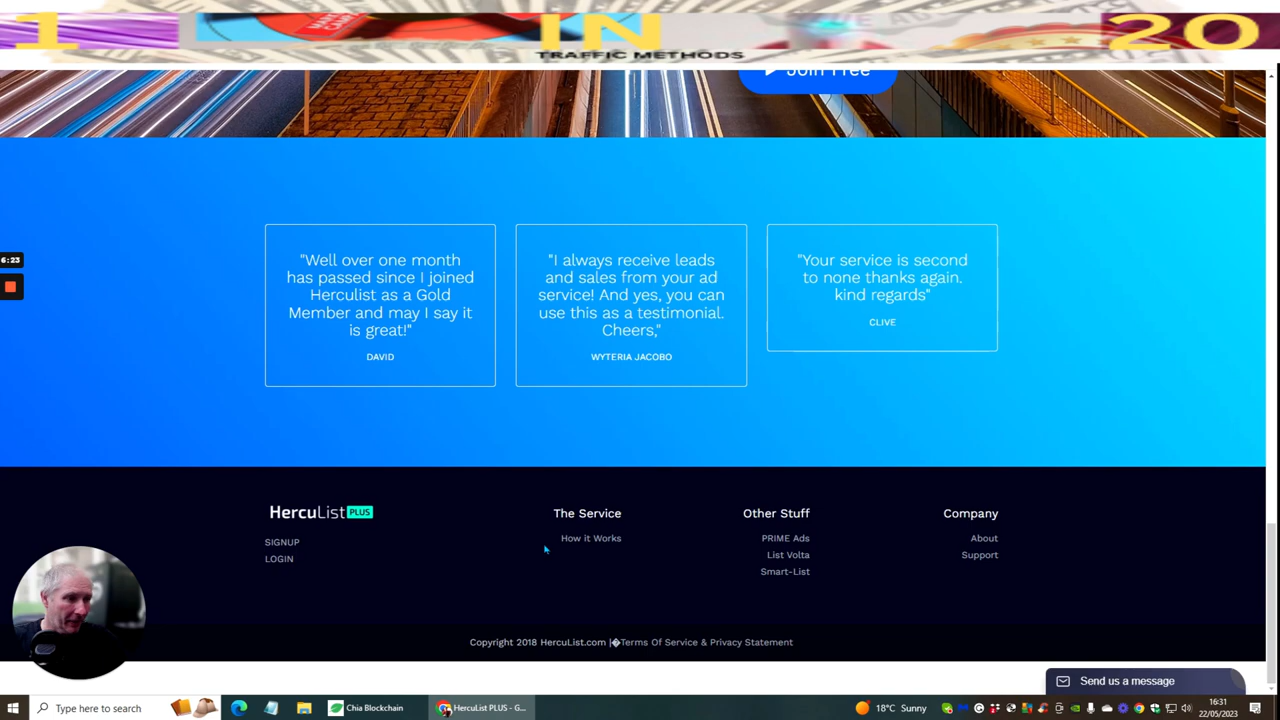 1 IN 20
TRAFFIC METHODS
Join Free
6:23
"Well over one month
has passed since I joined
Herculist as a Gold
Member and may I say it
is great!"
DAVID
"I always receive leads
and sales from your ad
service! And yes, you can
use this as a testimonial.
Cheers,"
WYTERIA JACOBO
"Your service is second
to none thanks again.
kind regards"
CLIVE
HercuList PLUS
SIGNUP
LOGIN
The Service
How it Works
Other Stuff
PRIME Ads
List Volta
Smart-List
Company
About
Support
Copyright 2018 HercuList.com |�Terms Of Service & Privacy Statement
Send us a message
Type here to search
Chia Blockchain
HercuList PLUS - G...
18°C Sunny
16:31
22/05/2023